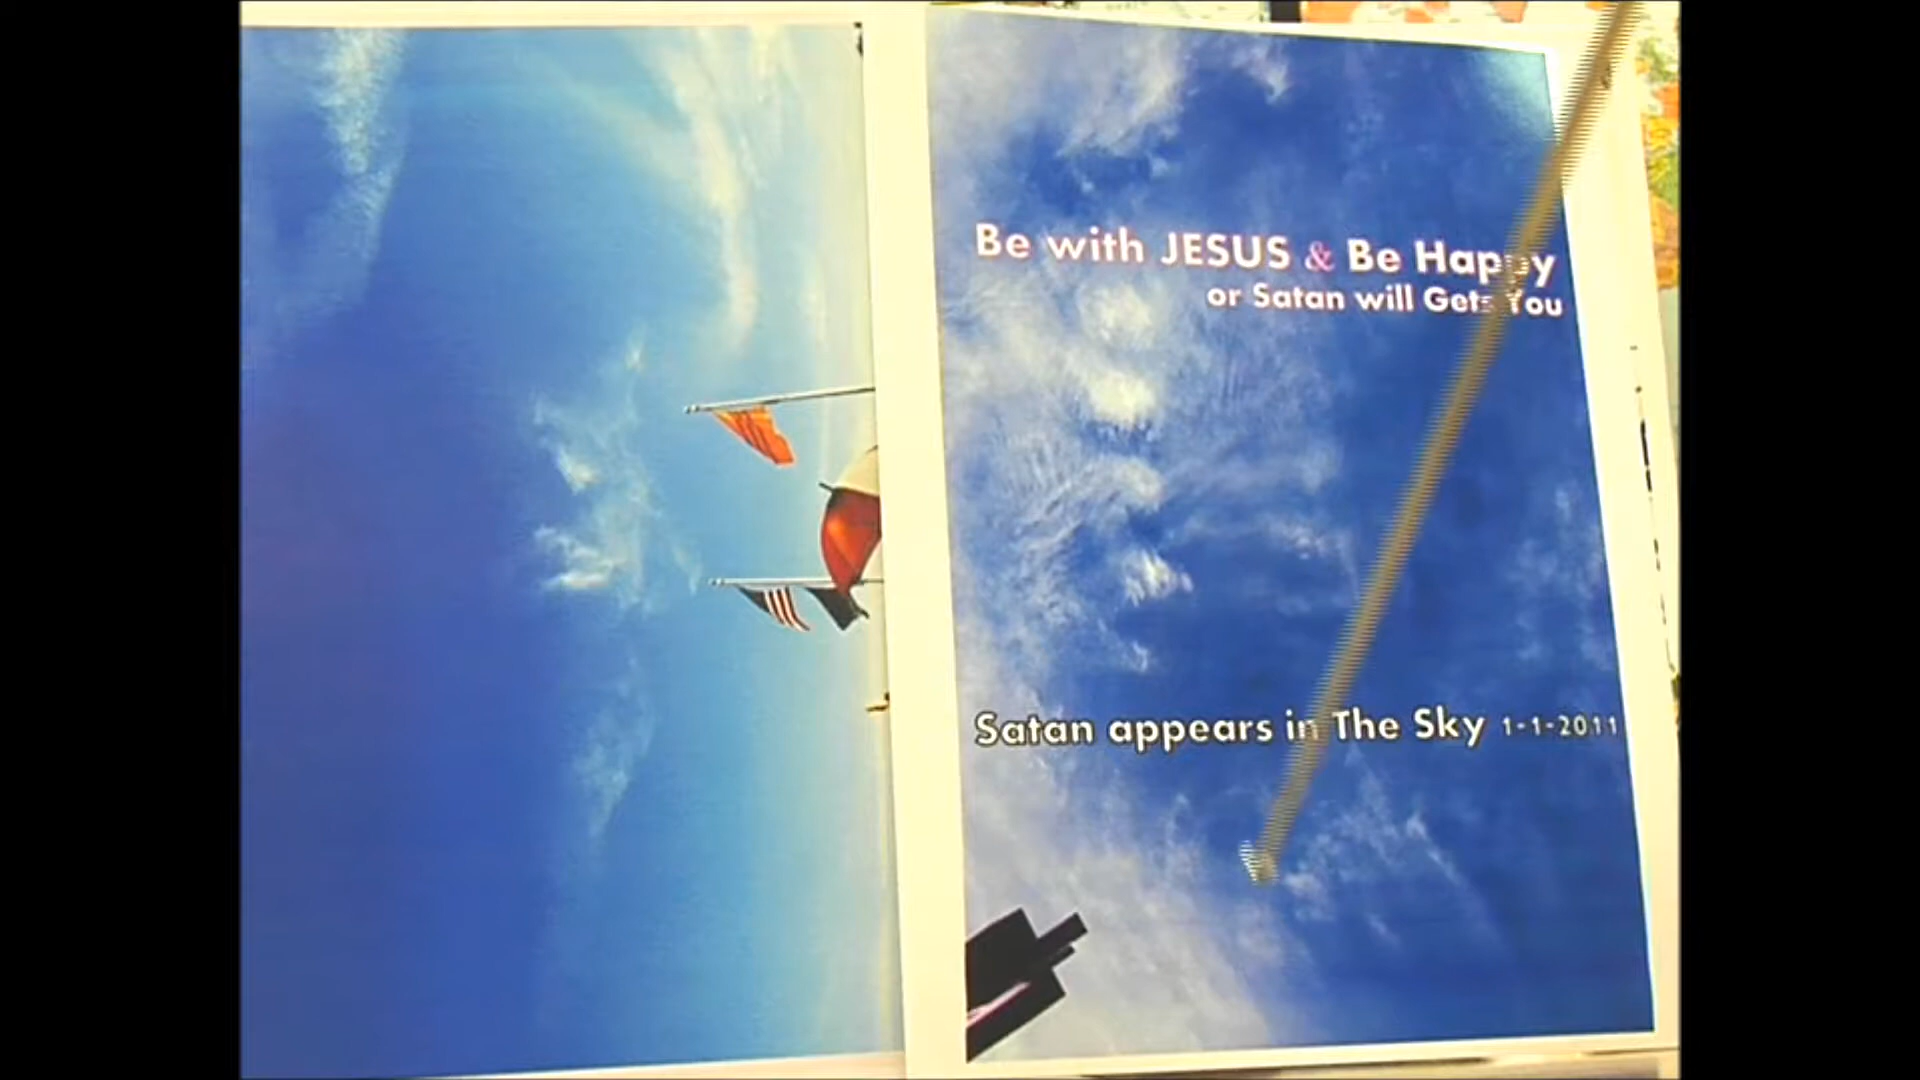 Be with JESUS & Be Happy
or Satan will Gets You
Satan appears in The Sky 1-1-2011